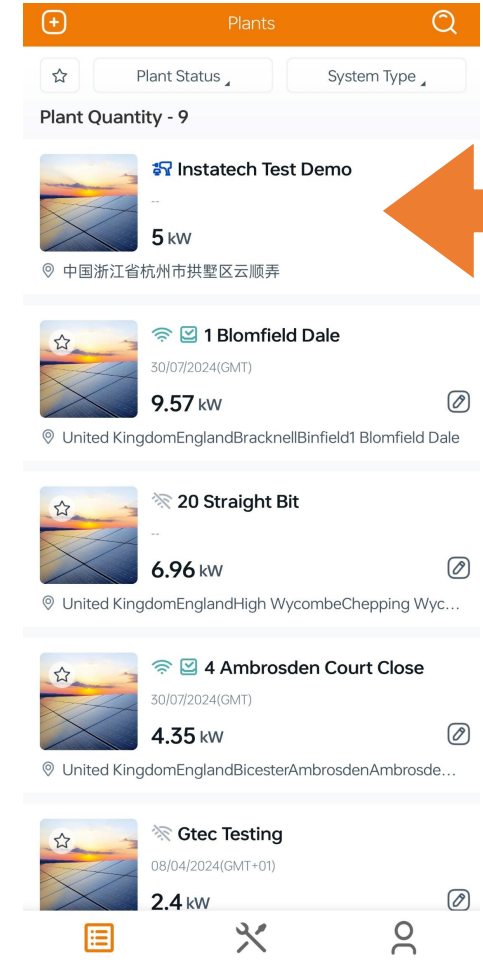 Plants
Plant Status
System Type
Plant Quantity - 9
Instatech Test Demo
--
5 kW
中国浙江省杭州市拱墅区云顺弄
1 Blomfield Dale
30/07/2024(GMT)
9.57 kW
United KingdomEnglandBracknellBinfield1 Blomfield Dale
20 Straight Bit
--
6.96 kW
United KingdomEnglandHigh WycombeChepping Wyc...
4 Ambrosden Court Close
30/07/2024(GMT)
4.35 kW
United KingdomEnglandBicesterAmbrosdenAmbrosde...
Gtec Testing
08/04/2024(GMT+01)
2.4 kW